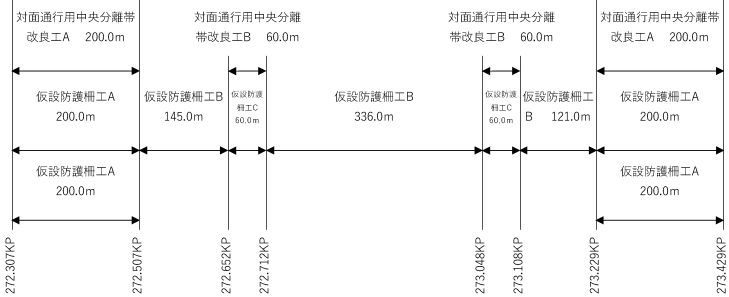 対面通行用中央分離帯
改良工A 200.0m
対面通行用中央分離
帯改良工B 60.0m
対面通行用中央分離
帯改良工B 60.0m
対面通行用中央分離帯
改良工A 200.0m
仮設防護柵工A
200.0m
仮設防護柵工B
145.0m
仮設防護
柵工C
60.0m
仮設防護柵工B
336.0m
仮設防護
柵工C
60.0m
仮設防護柵工
B 121.0m
仮設防護柵工A
200.0m
仮設防護柵工A
200.0m
仮設防護柵工A
200.0m
272.307KP
272.507KP
272.652KP
272.712KP
273.048KP
273.108KP
273.229KP
273.429KP